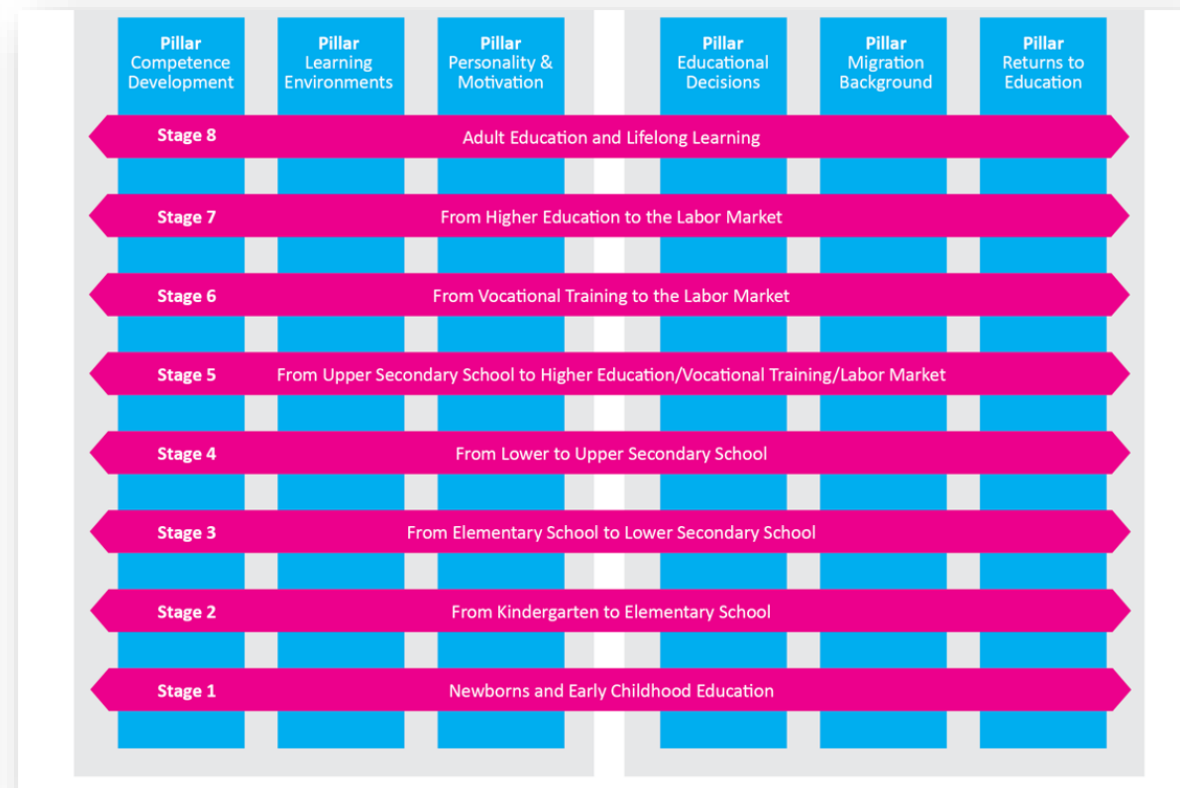 Pillar
Competence
Development
Pillar
Learning
Environments
Pillar
Personality &
Motivation
Pillar
Educational
Decisions
Pillar
Migration
Background
Pillar
Returns to
Education
Stage 8 Adult Education and Lifelong Learning
Stage 7 From Higher Education to the Labor Market
Stage 6 From Vocational Training to the Labor Market
Stage 5 From Upper Secondary School to Higher Education/Vocational Training/Labor Market
Stage 4 From Lower to Upper Secondary School
Stage 3 From Elementary School to Lower Secondary School
Stage 2 From Kindergarten to Elementary School
Stage 1 Newborns and Early Childhood Education